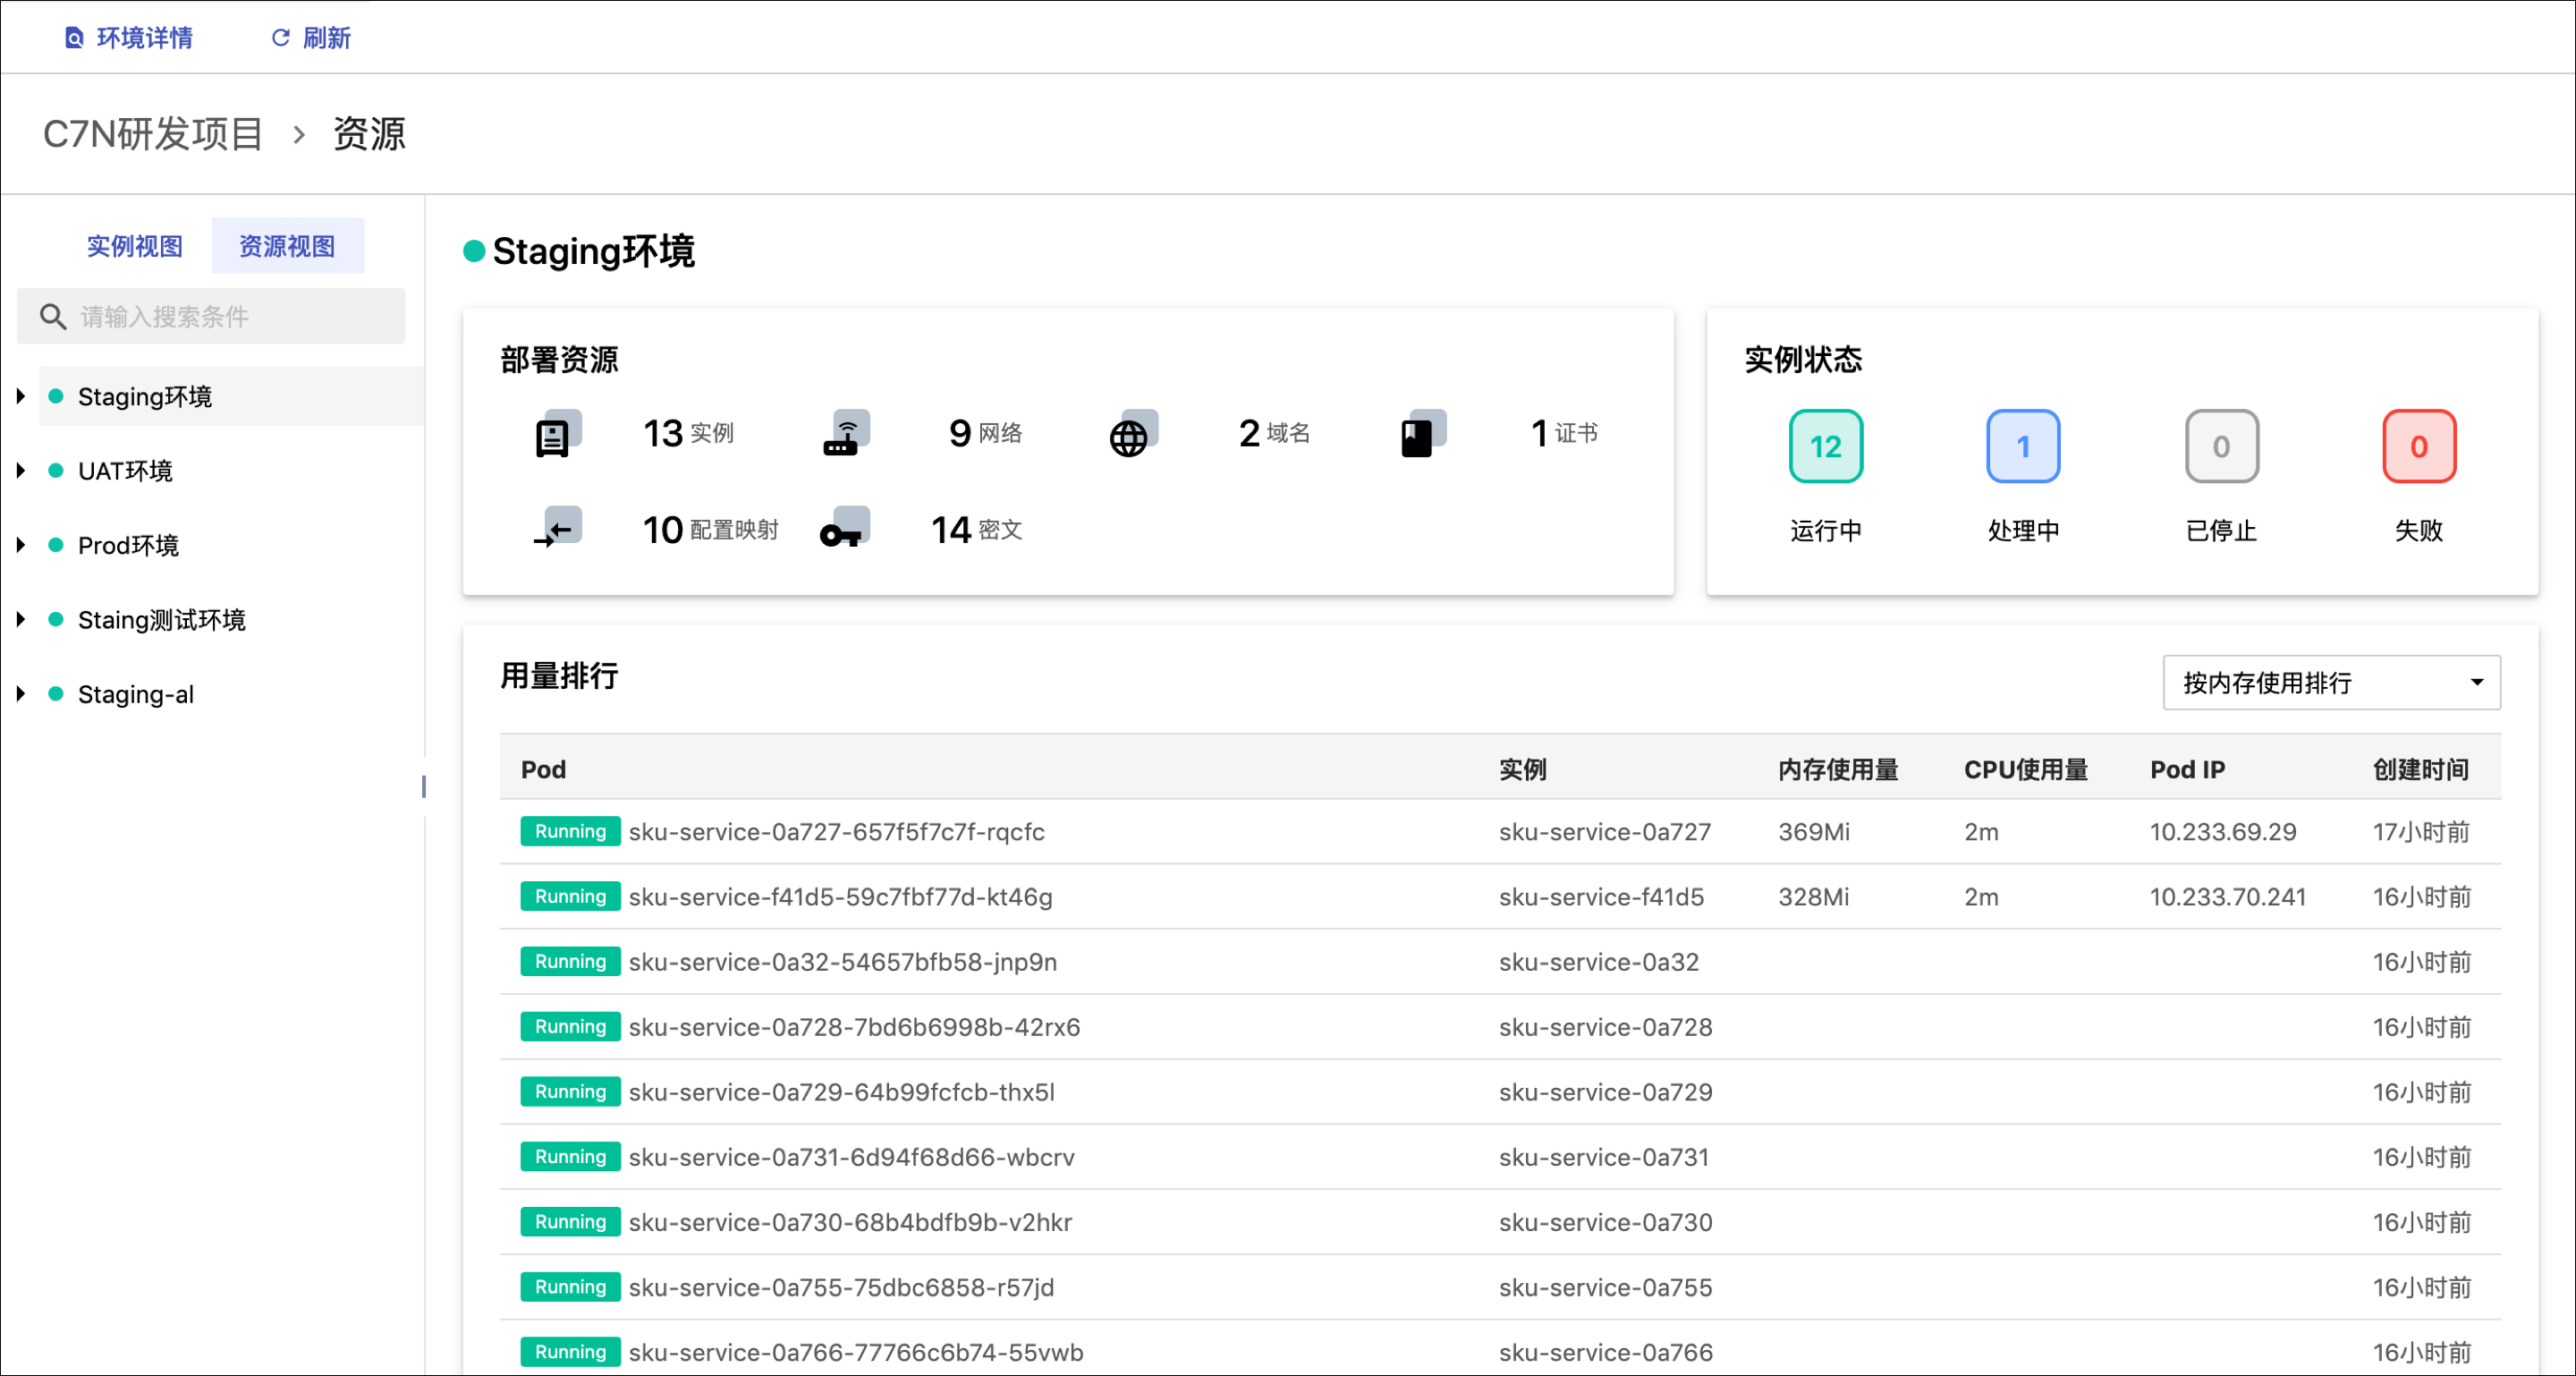 环境详情 刷新
C7N研发项目 › 资源
实例视图 资源视图
请输入搜索条件
Staging环境
UAT环境
Prod环境
Staing测试环境
Staging-al
Staging环境
部署资源
13 实例 9 网络 2 域名 1 证书
10 配置映射 14 密文
实例状态
12 1 0 0
运行中 处理中 已停止 失败
用量排行 按内存使用排行
Pod 实例 内存使用量 CPU使用量 Pod IP 创建时间
Running sku-service-0a727-657f5f7c7f-rqcfc sku-service-0a727 369Mi 2m 10.233.69.29 17小时前
Running sku-service-f41d5-59c7fbf77d-kt46g sku-service-f41d5 328Mi 2m 10.233.70.241 16小时前
Running sku-service-0a32-54657bfb58-jnp9n sku-service-0a32 16小时前
Running sku-service-0a728-7bd6b6998b-42rx6 sku-service-0a728 16小时前
Running sku-service-0a729-64b99fcfcb-thx5l sku-service-0a729 16小时前
Running sku-service-0a731-6d94f68d66-wbcrv sku-service-0a731 16小时前
Running sku-service-0a730-68b4bdfb9b-v2hkr sku-service-0a730 16小时前
Running sku-service-0a755-75dbc6858-r57jd sku-service-0a755 16小时前
Running sku-service-0a766-77766c6b74-55vwb sku-service-0a766 16小时前